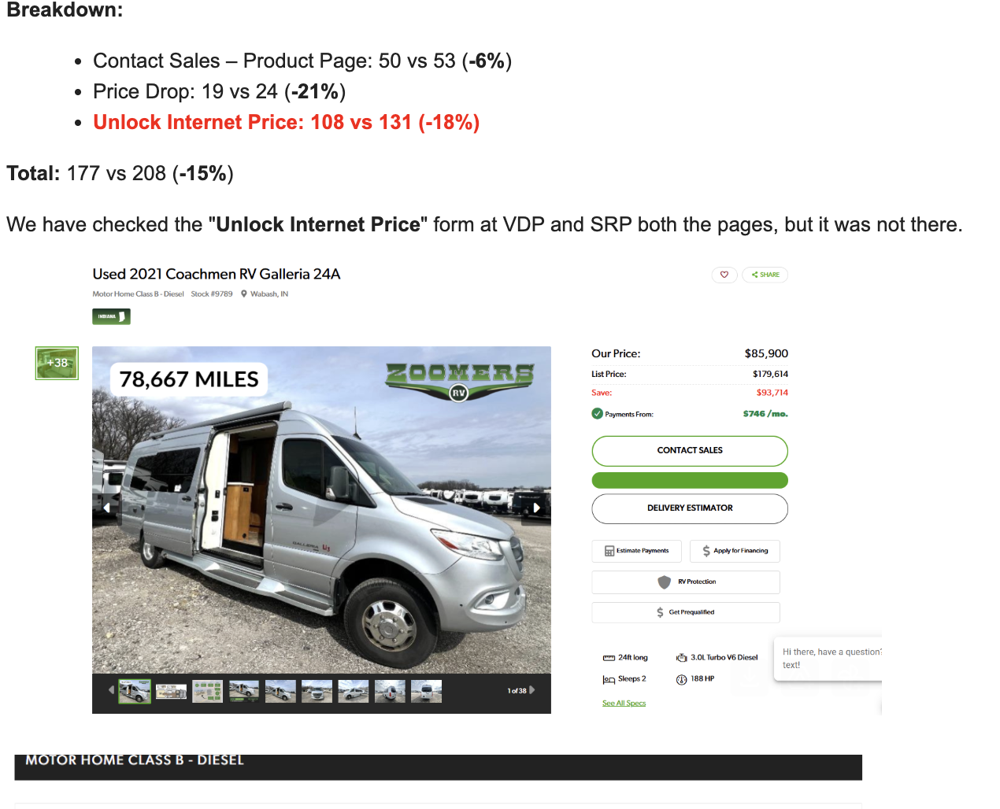 Breakdown:
• Contact Sales – Product Page: 50 vs 53 (-6%)
• Price Drop: 19 vs 24 (-21%)
• Unlock Internet Price: 108 vs 131 (-18%)
Total: 177 vs 208 (-15%)
We have checked the "Unlock Internet Price" form at VDP and SRP both the pages, but it was not there.
Used 2021 Coachmen RV Galleria 24A
SHARE
Motor Home Class B - Diesel Stock #9789 Wabash, IN
INDIANA
+38
78,667 MILES
ZOOMERS
RV
GALLERIA
Our Price: $85,900
List Price: $179,614
Save: $93,714
Payments From: $746 /mo.
CONTACT SALES
DELIVERY ESTIMATOR
Estimate Payments
$ Apply for Financing
RV Protection
$ Get Prequalified
24ft long
3.0L Turbo V6 Diesel
Sleeps 2
188 HP
See All Specs
Hi there, have a question?
text!
1 of 38
MOTOR HOME CLASS B - DIESEL